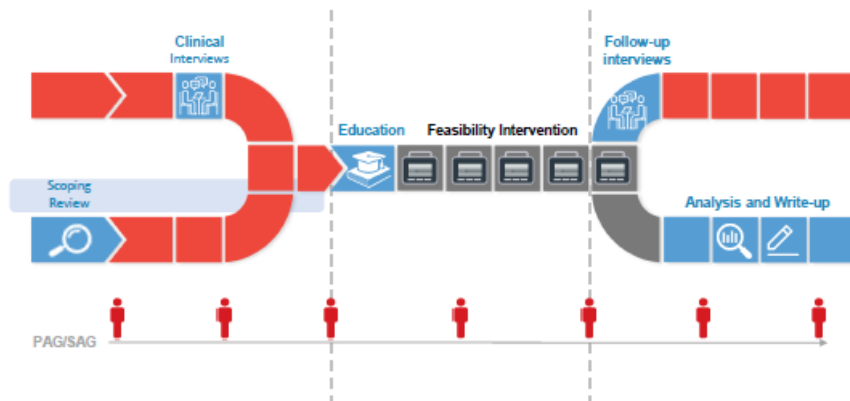 Clinical
Interviews
Follow-up
interviews
Education
Feasibility Intervention
Scoping
Review
Analysis and Write-up
PAG/SAG